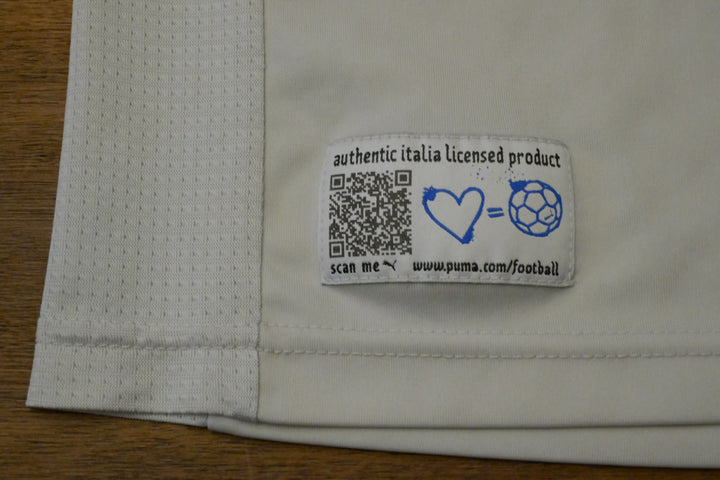 authentic italia licensed product
=
scan me www.puma.com/football